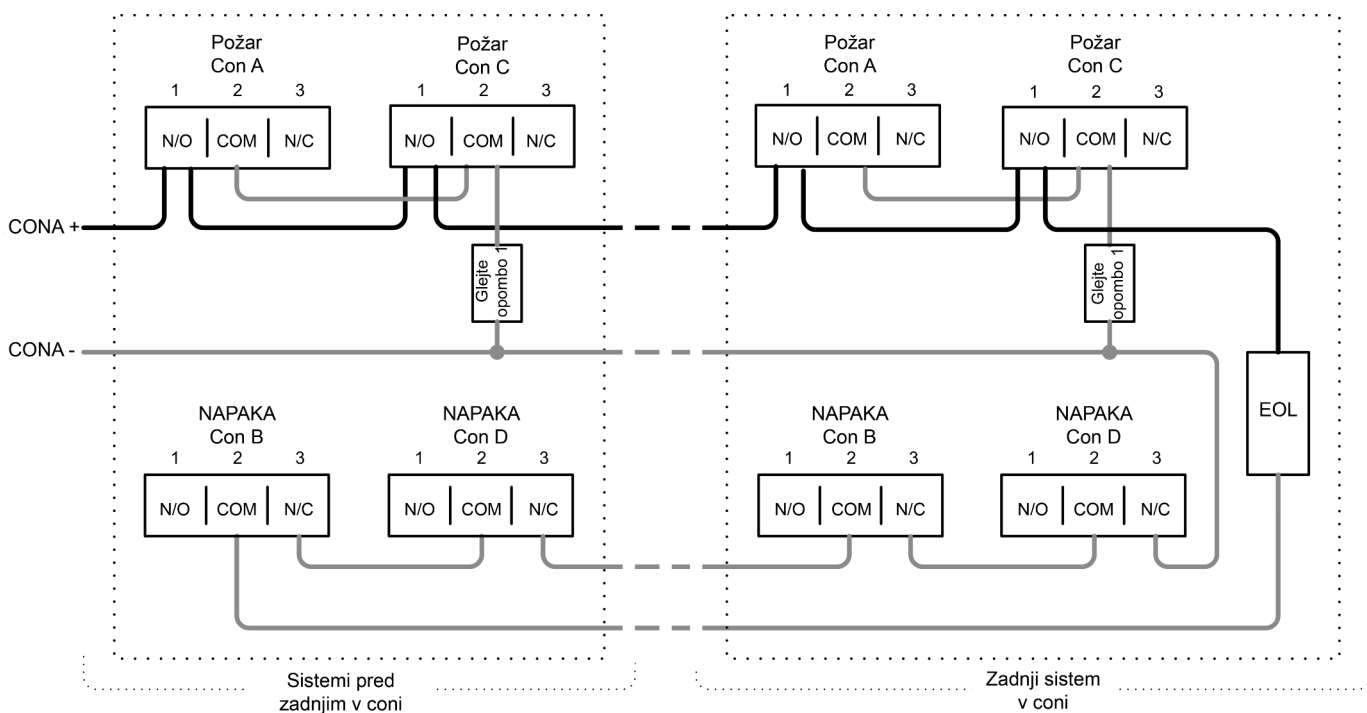 Požar
Con A
1 2 3
N/O COM N/C
Požar
Con C
1 2 3
N/O COM N/C
Požar
Con A
1 2 3
N/O COM N/C
Požar
Con C
1 2 3
N/O COM N/C
CONA +
Glejte
opombo 1
Glejte
opombo 1
CONA -
EOL
NAPAKA
Con B
1 2 3
N/O COM N/C
NAPAKA
Con D
1 2 3
N/O COM N/C
NAPAKA
Con B
1 2 3
N/O COM N/C
NAPAKA
Con D
1 2 3
N/O COM N/C
Sistemi pred
zadnjim v coni
Zadnji sistem
v coni